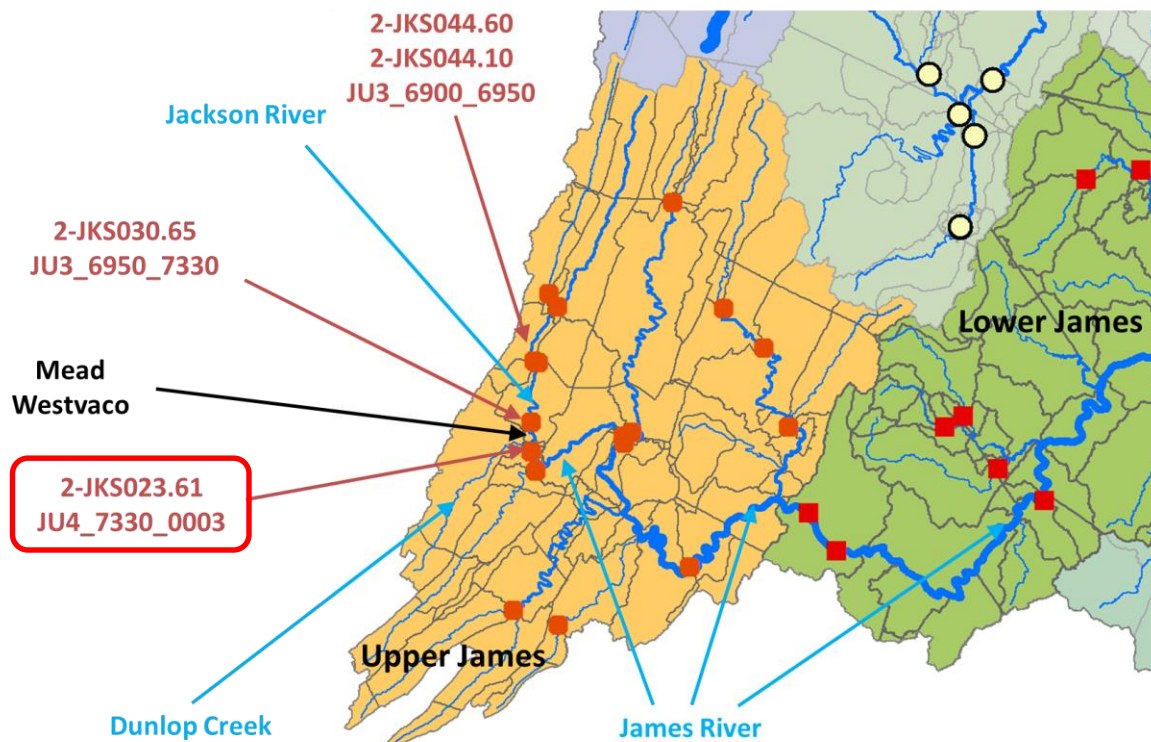 2-JKS044.60
2-JKS044.10
JU3_6900_6950
Jackson River
2-JKS030.65
JU3_6950_7330
Lower James
Mead
Westvaco
2-JKS023.61
JU4_7330_0003
Upper James
Dunlop Creek
James River